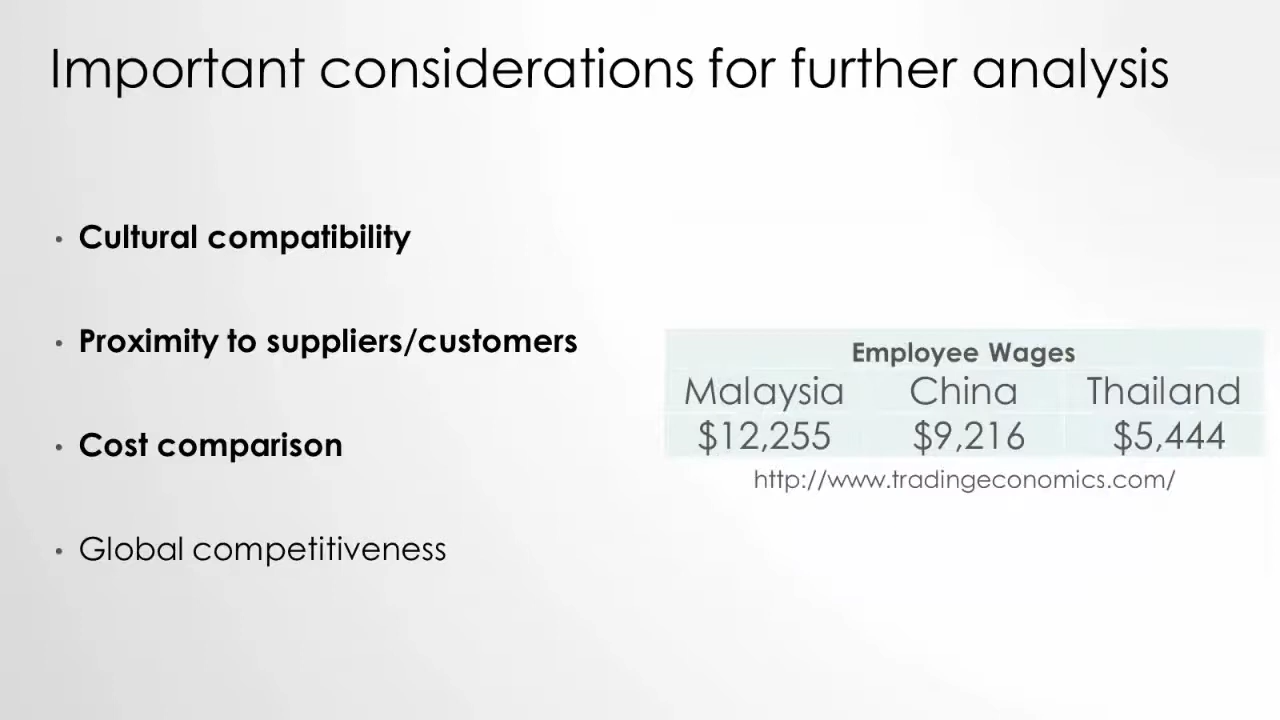 Important considerations for further analysis
• Cultural compatibility
• Proximity to suppliers/customers
• Cost comparison
• Global competitiveness
Employee Wages
Malaysia China Thailand
$12,255 $9,216 $5,444
http://www.tradingeconomics.com/